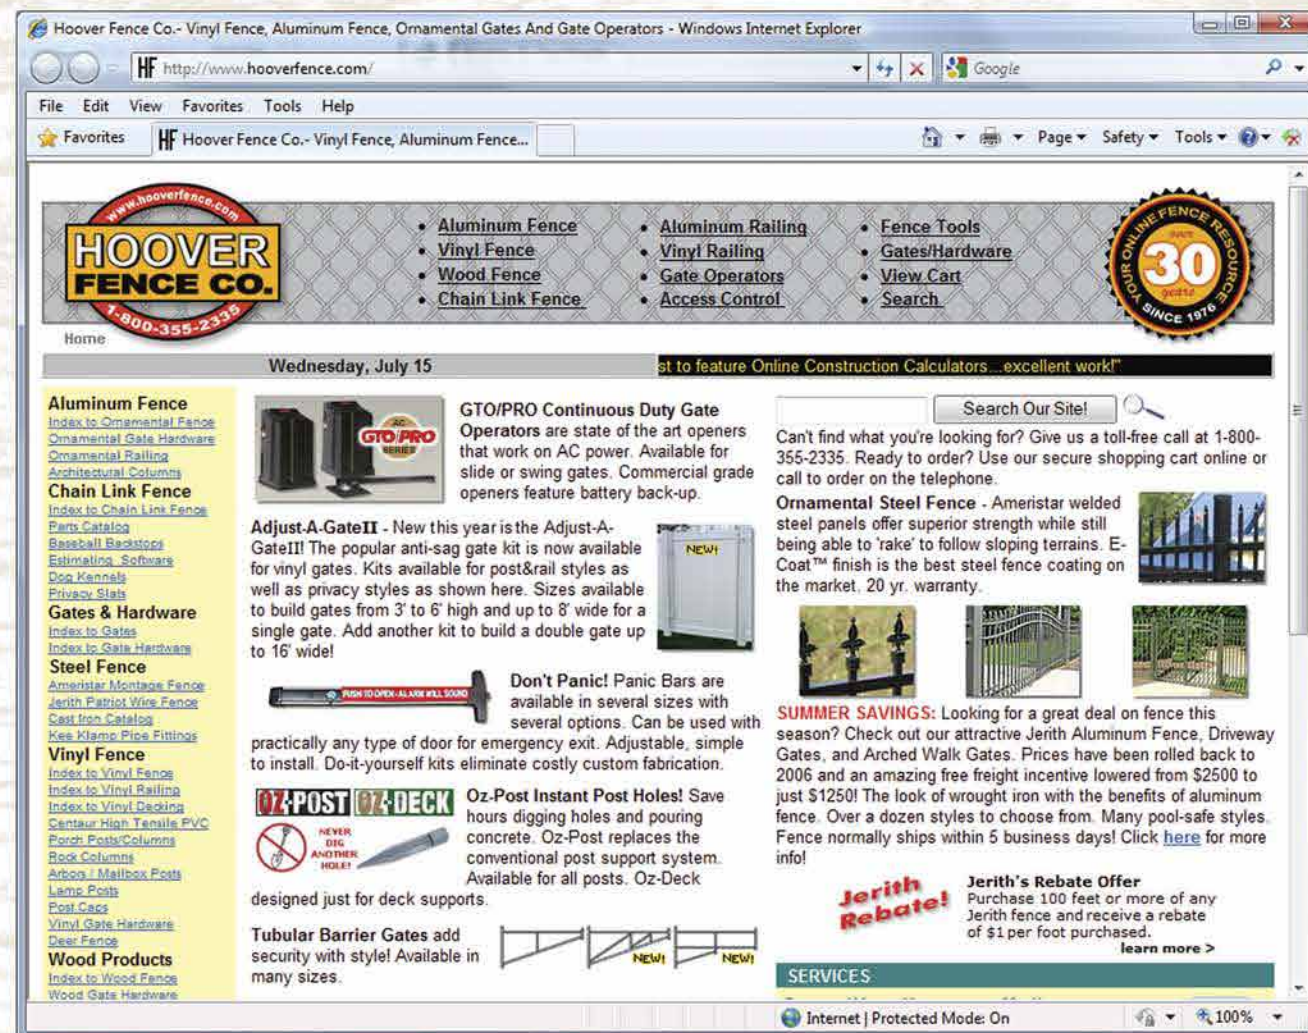 Hoover Fence Co.- Vinyl Fence, Aluminum Fence, Ornamental Gates And Gate Operators - Windows Internet Explorer
HF http://www.hooverfence.com/
Google
File Edit View Favorites Tools Help
Favorites
HF Hoover Fence Co.- Vinyl Fence, Aluminum Fence...
Page Safety Tools
www.hooverfence.com
HOOVER
FENCE CO.
1-800-355-2335
Home
• Aluminum Fence
• Vinyl Fence
• Wood Fence
• Chain Link Fence
• Aluminum Railing
• Vinyl Railing
• Gate Operators
• Access Control
• Fence Tools
• Gates/Hardware
• View Cart
• Search
YOUR ONLINE FENCE RESOURCE
over
30
years
SINCE 1976
Wednesday, July 15
st to feature Online Construction Calculators...excellent work!"
Aluminum Fence
Index to Ornamental Fence
Ornamental Gate Hardware
Ornamental Railing
Architectural Columns
Chain Link Fence
Index to Chain Link Fence
Parts Catalog
Baseball Backstops
Estimating Software
Dog Kennels
Privacy Slats
Gates & Hardware
Index to Gates
Index to Gate Hardware
Steel Fence
Ameristar Montage Fence
Jerith Patriot Wire Fence
Cast Iron Catalog
Kee Klamp Pipe Fittings
Vinyl Fence
Index to Vinyl Fence
Index to Vinyl Railing
Index to Vinyl Decking
Centaur High Tensile PVC
Porch Posts/Columns
Rock Columns
Arbors / Mailbox Posts
Lamp Posts
Post Caps
Vinyl Gate Hardware
Deer Fence
Wood Products
Index to Wood Fence
Wood Gate Hardware
AC
GTO/PRO
SERIES
GTO/PRO Continuous Duty Gate
Operators are state of the art openers
that work on AC power. Available for
slide or swing gates. Commercial grade
openers feature battery back-up.
Adjust-A-GateII - New this year is the Adjust-A-
GateII! The popular anti-sag gate kit is now available
for vinyl gates. Kits available for post&rail styles as
well as privacy styles as shown here. Sizes available
to build gates from 3' to 6' high and up to 8' wide for a
single gate. Add another kit to build a double gate up
to 16' wide!
NEW!
PUSH TO OPEN - ALARM WILL SOUND
Don't Panic! Panic Bars are
available in several sizes with
several options. Can be used with
practically any type of door for emergency exit. Adjustable, simple
to install. Do-it-yourself kits eliminate costly custom fabrication.
OZ-POST OZ-DECK
NEVER
DIG
ANOTHER
HOLE!
Oz-Post Instant Post Holes! Save
hours digging holes and pouring
concrete. Oz-Post replaces the
conventional post support system.
Available for all posts. Oz-Deck
designed just for deck supports.
Tubular Barrier Gates add
security with style! Available in
many sizes.
NEW!
NEW!
Search Our Site!
Can't find what you're looking for? Give us a toll-free call at 1-800-
355-2335. Ready to order? Use our secure shopping cart online or
call to order on the telephone.
Ornamental Steel Fence - Ameristar welded
steel panels offer superior strength while still
being able to 'rake' to follow sloping terrains. E-
Coat™ finish is the best steel fence coating on
the market. 20 yr. warranty.
SUMMER SAVINGS: Looking for a great deal on fence this
season? Check out our attractive Jerith Aluminum Fence, Driveway
Gates, and Arched Walk Gates. Prices have been rolled back to
2006 and an amazing free freight incentive lowered from $2500 to
just $1250! The look of wrought iron with the benefits of aluminum
fence. Over a dozen styles to choose from. Many pool-safe styles.
Fence normally ships within 5 business days! Click here for more
info!
Jerith
Rebate!
Jerith's Rebate Offer
Purchase 100 feet or more of any
Jerith fence and receive a rebate
of $1 per foot purchased.
learn more >
SERVICES
Internet | Protected Mode: On
100%